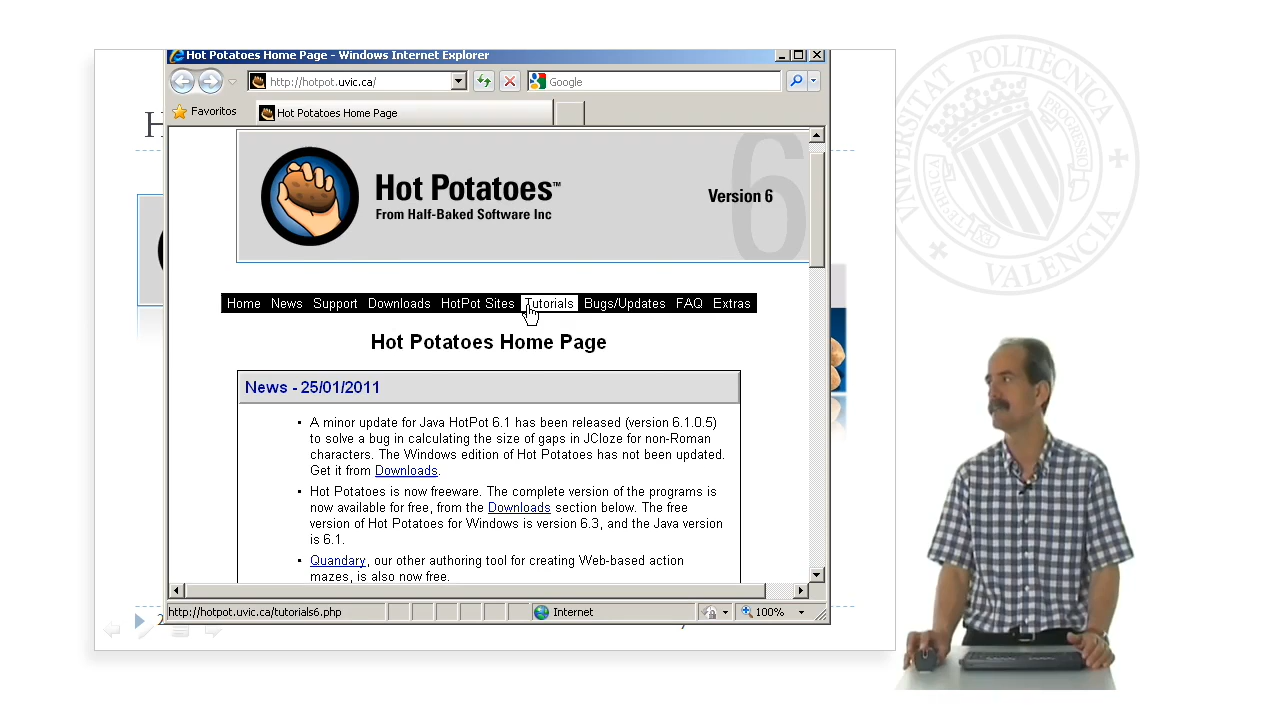 Hot Potatoes Home Page - Windows Internet Explorer
http://hotpot.uvic.ca/
Google
Favoritos
Hot Potatoes Home Page
H
Hot Potatoes™
From Half-Baked Software Inc
Version 6
6
Home News Support Downloads HotPot Sites Tutorials Bugs/Updates FAQ Extras
Hot Potatoes Home Page
News - 25/01/2011
• A minor update for Java HotPot 6.1 has been released (version 6.1.0.5)
to solve a bug in calculating the size of gaps in JCloze for non-Roman
characters. The Windows edition of Hot Potatoes has not been updated.
Get it from Downloads.
• Hot Potatoes is now freeware. The complete version of the programs is
now available for free, from the Downloads section below. The free
version of Hot Potatoes for Windows is version 6.3, and the Java version
is 6.1.
• Quandary, our other authoring tool for creating Web-based action
mazes, is also now free.
http://hotpot.uvic.ca/tutorials6.php
Internet
100%
2
UNIVERSITAT POLITÈCNICA
VALÈNCIA